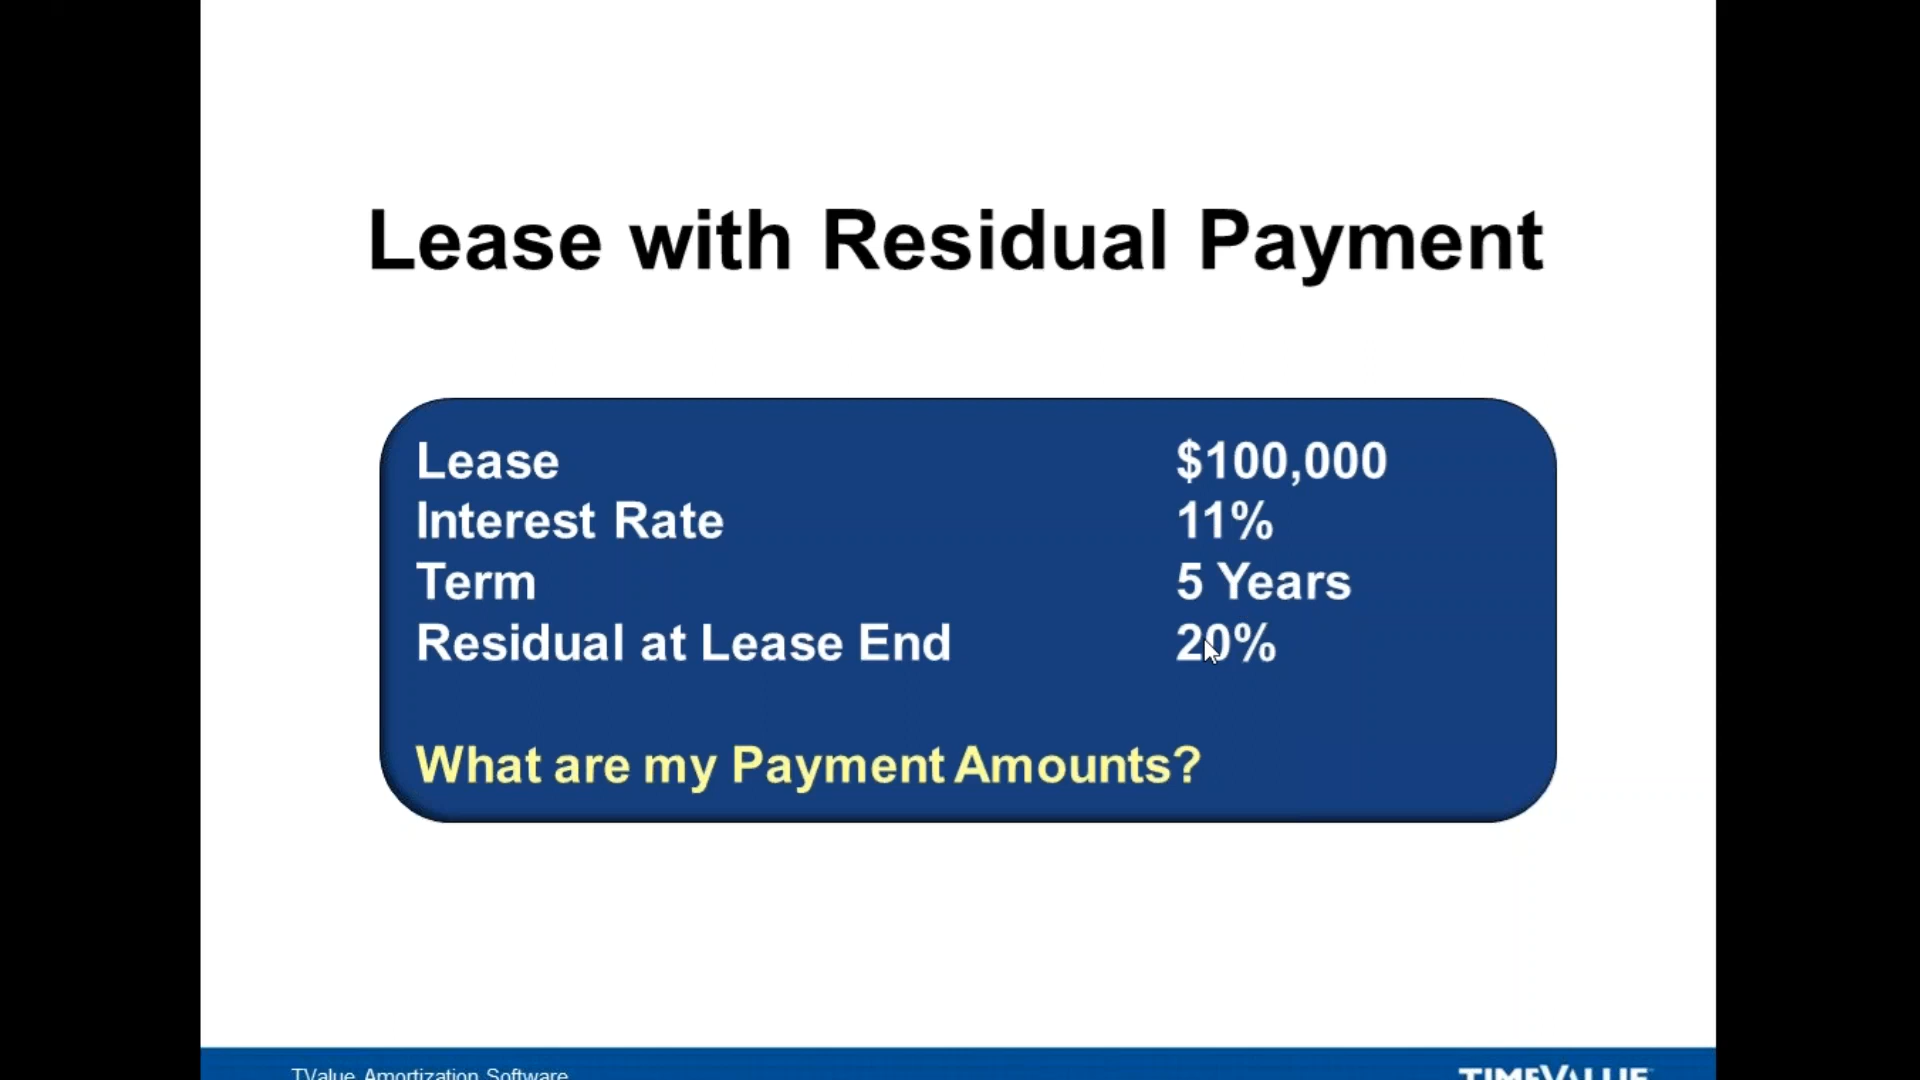 Lease with Residual Payment
Lease $100,000
Interest Rate 11%
Term 5 Years
Residual at Lease End 20%
What are my Payment Amounts?
TValue Amortization Software
TIMEVALUE